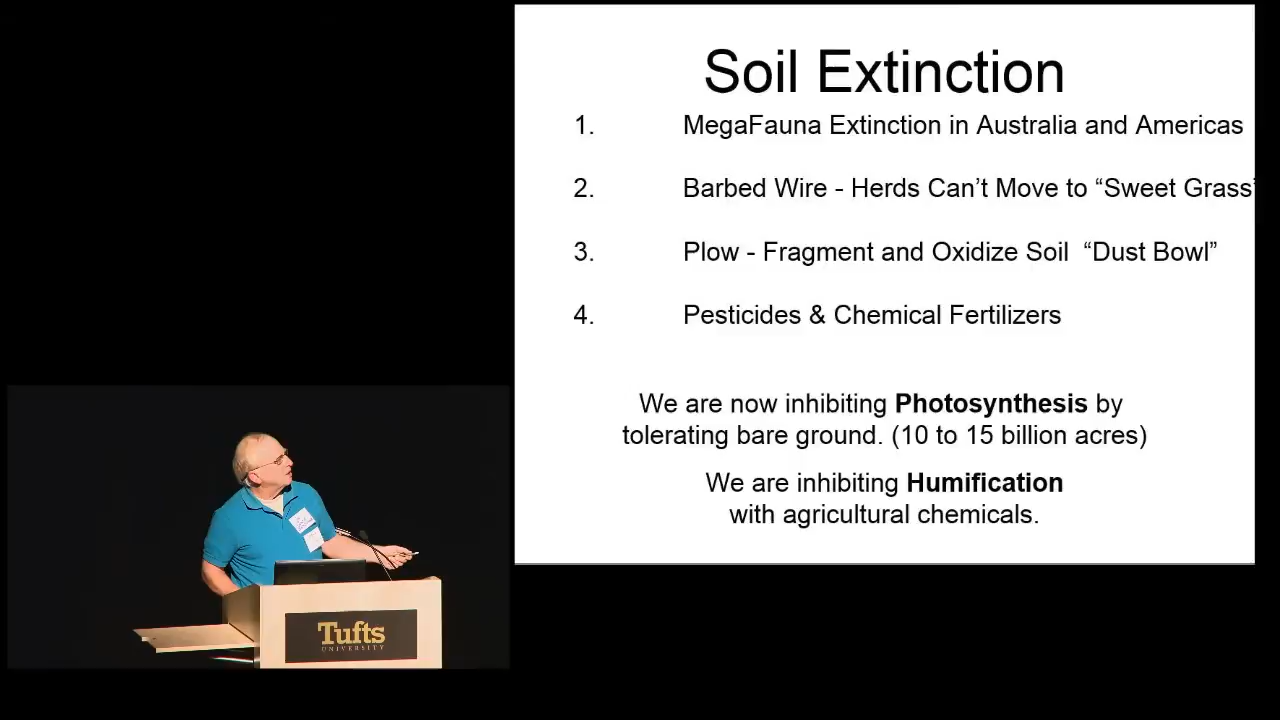 Soil Extinction
1. MegaFauna Extinction in Australia and Americas
2. Barbed Wire - Herds Can't Move to “Sweet Grass”
3. Plow - Fragment and Oxidize Soil “Dust Bowl”
4. Pesticides & Chemical Fertilizers
We are now inhibiting Photosynthesis by
tolerating bare ground. (10 to 15 billion acres)
We are inhibiting Humification
with agricultural chemicals.
Tufts
UNIVERSITY